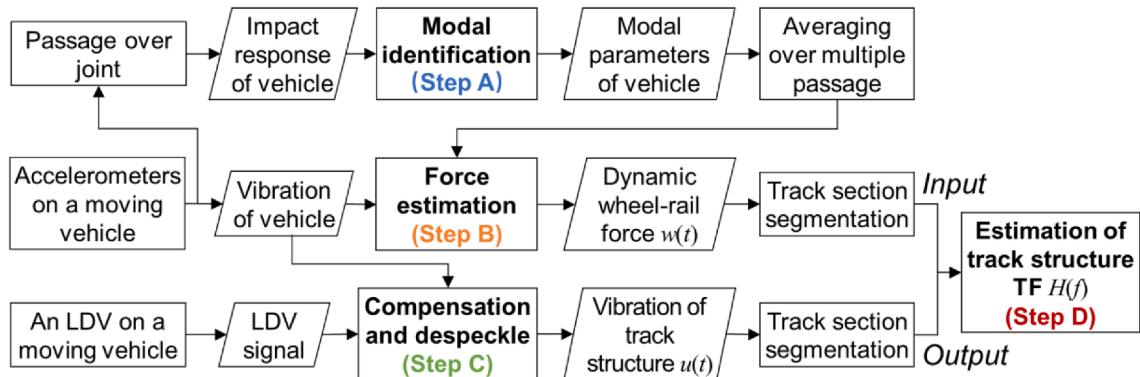 Passage over
joint
Impact
response
of vehicle
Modal
identification
(Step A)
Modal
parameters
of vehicle
Averaging
over multiple
passage
Accelerometers
on a moving
vehicle
Vibration
of vehicle
Force
estimation
(Step B)
Dynamic
wheel-rail
force w(t)
Track section
segmentation
Input
An LDV on a
moving vehicle
LDV
signal
Compensation
and despeckle
(Step C)
Vibration of
track
structure u(t)
Track section
segmentation
Output
Estimation of
track structure
TF H(f)
(Step D)